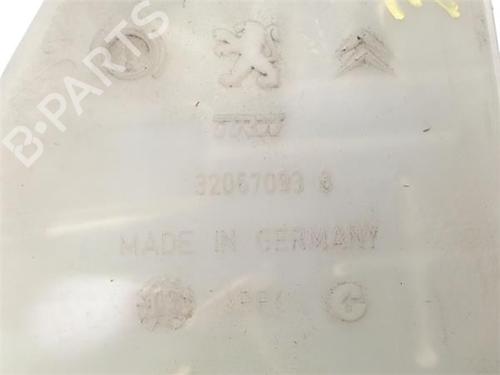 B-PARTS
TRW
32067093 B
MADE IN GERMANY